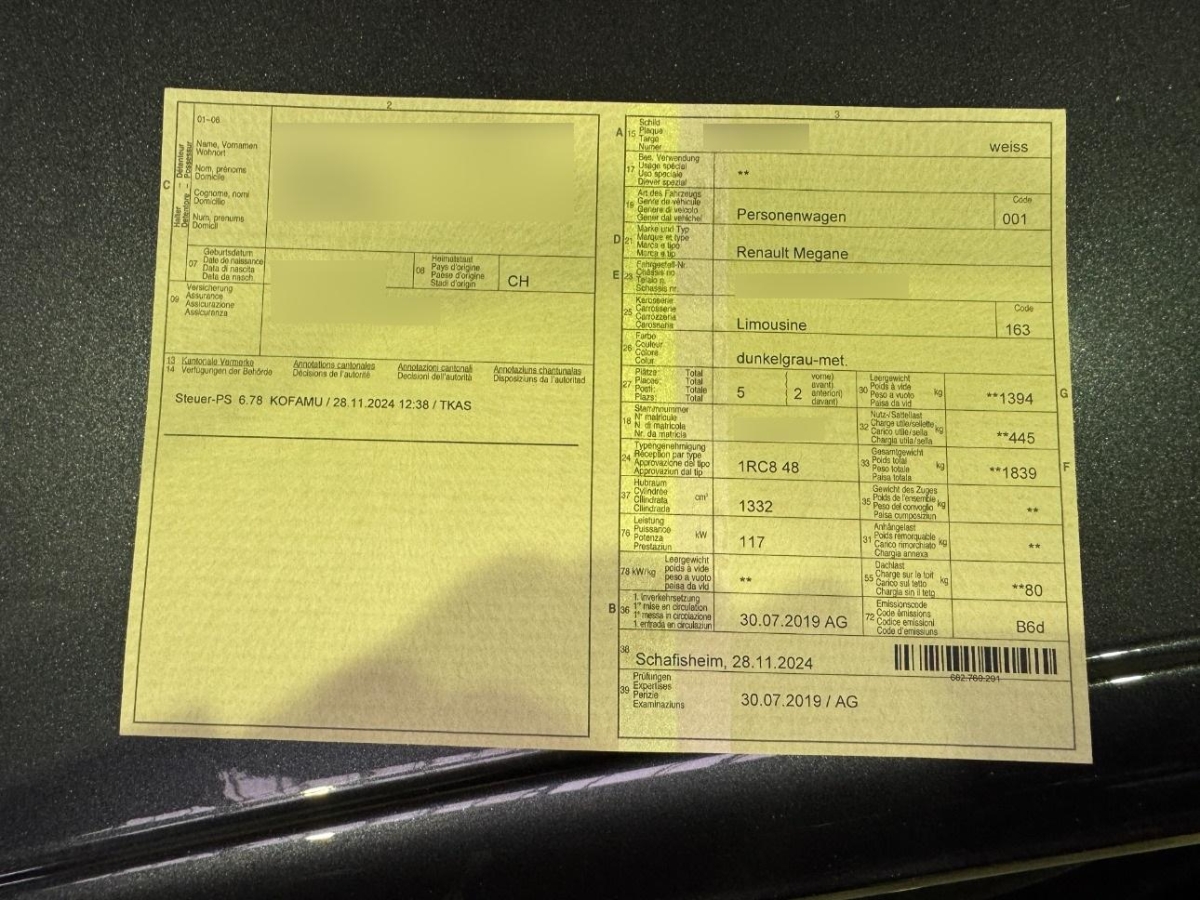 2
01-06
Name, Vornamen
Wohnort
Nom, prénoms
Domicile
Cognome, nomi
Domicilio
Num, prenums
Domicil
C
Halter – Détenteur
Detentore – Possessur
07
Geburtsdatum
Date de naissance
Data di nascita
Data da nasch.
08
Heimatstaat
Pays d'origine
Paese d'origine
Stadi d'origin
CH
09
Versicherung
Assurance
Assicurazione
Assicuranza
13
14
Kantonale Vermerke
Verfügungen der Behörde
Annotations cantonales
Décisions de l'autorité
Annotazioni cantonali
Decisioni dell'autorità
Annotaziuns chantunalas
Disposiziuns da l'autoritad
Steuer-PS 6.78 KOFAMU / 28.11.2024 12:38 / TKAS
3
A 15
Schild
Plaque
Targa
Numer
weiss
17
Bes. Verwendung
Usage spécial
Uso speciale
Diever spezial
**
19
Art des Fahrzeugs
Genre de véhicule
Genere di veicolo
Gener dal vehichel
Personenwagen
Code
001
D 21
Marke und Typ
Marque et type
Marca e tipo
Marca e tip
Renault Megane
E 23
Fahrgestell-Nr.
Châssis no
Telaio n.
Schassis nr.
25
Karosserie
Carrosserie
Carrozzeria
Carossaria
Limousine
Code
163
26
Farbe
Couleur
Colore
Colur
dunkelgrau-met.
27
Plätze: Total
Places: Total
Posti: Totale
Plazs: Total
5
2
vorne)
avant)
anteriori)
davant)
30
Leergewicht
Poids à vide
Peso a vuoto
Paisa da vid
kg
**1394
G
18
Stammnummer
N° matricule
N. di matricola
Nr. da matricla
32
Nutz-/Sattellast
Charge utile/sellette
Carico utile/sella
Chargia utila/sella
kg
**445
24
Typengenehmigung
Réception par type
Approvazione del tipo
Approvaziun dal tip
1RC8 48
33
Gesamtgewicht
Poids total
Peso totale
Paisa totala
kg
**1839
F
37
Hubraum
Cylindrée
Cilindrata
Cilindrada
cm³
1332
35
Gewicht des Zuges
Poids de l'ensemble
Peso del convoglio
Paisa cumposiziun
kg
**
76
Leistung
Puissance
Potenza
Prestaziun
kW
117
31
Anhängelast
Poids remorquable
Carico rimorchiato
Chargia annexa
kg
**
78 kW/kg
Leergewicht
poids à vide
peso a vuoto
paisa da vid
**
55
Dachlast
Charge sur le toit
Carico sul tetto
Chargia sin il tetg
kg
**80
B 36
1. Inverkehrsetzung
1re mise en circulation
1a messa in circolazione
1. entrada en circulaziun
30.07.2019 AG
72
Emissionscode
Code émissions
Codice emissioni
Code d'emissiuns
B6d
38
Schafisheim, 28.11.2024
682.760.291
39
Prüfungen
Expertises
Perizie
Examinaziuns
30.07.2019 / AG